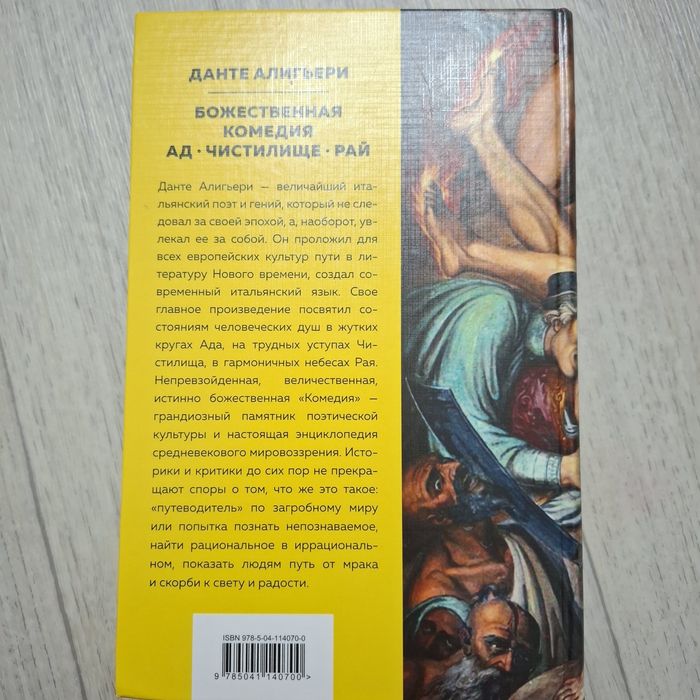 ДАНТЕ АЛИГЬЕРИ
БОЖЕСТВЕННАЯ
КОМЕДИЯ
АД · ЧИСТИЛИЩЕ · РАЙ
Данте Алигьери — величайший ита-
льянский поэт и гений, который не сле-
довал за своей эпохой, а, наоборот, ув-
лекал ее за собой. Он проложил для
всех европейских культур пути в ли-
тературу Нового времени, создал со-
временный итальянский язык. Свое
главное произведение посвятил со-
стояниям человеческих душ в жутких
кругах Ада, на трудных уступах Чи-
стилища, в гармоничных небесах Рая.
Непревзойденная, величественная,
истинно божественная «Комедия» —
грандиозный памятник поэтической
культуры и настоящая энциклопедия
средневекового мировоззрения. Исто-
рики и критики до сих пор не прекра-
щают споры о том, что же это такое:
«путеводитель» по загробному миру
или попытка познать непознаваемое,
найти рациональное в иррациональ-
ном, показать людям путь от мрака
и скорби к свету и радости.
ISBN 978-5-04-114070-0
9 785041 140700>